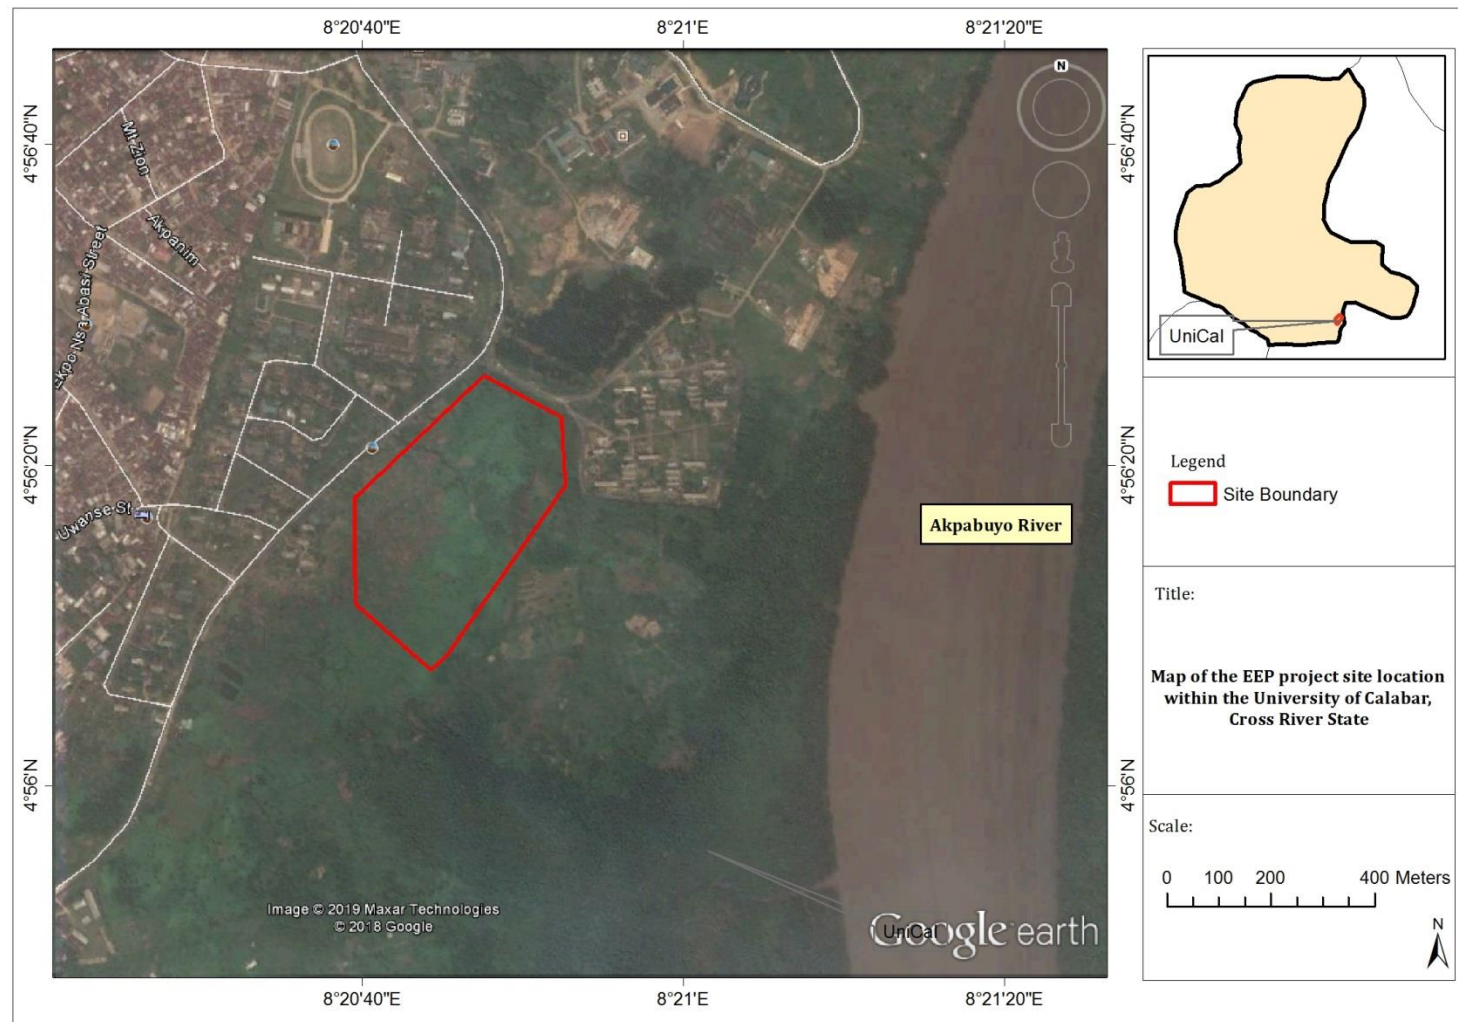 8°20'40"E
8°21'E
8°21'20"E
4°56'40"N
4°56'20"N
4°56'N
N
Mt Zion
Akpanim
Ekpo Nsa Abasi Street
Uwanse St
Akpabuyo River
Image © 2019 Maxar Technologies
© 2018 Google
Google earth
UniCal
4°56'40"N
4°56'20"N
4°56'N
8°20'40"E
8°21'E
8°21'20"E
UniCal
Legend
Site Boundary
Title:
Map of the EEP project site location
within the University of Calabar,
Cross River State
Scale:
0 100 200 400 Meters
N